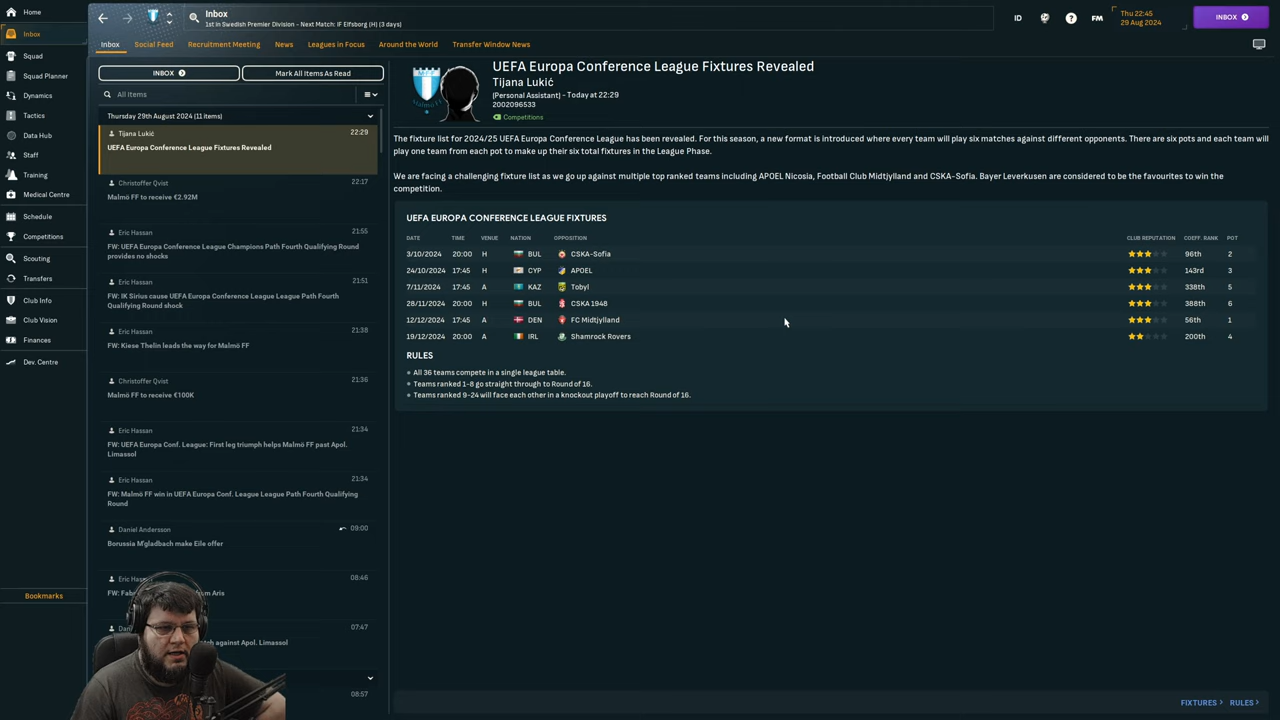 Home
Inbox
Squad
Squad Planner
Dynamics
Tactics
Data Hub
Staff
Training
Medical Centre
Schedule
Competitions
Scouting
Transfers
Club Info
Club Vision
Finances
Dev. Centre
Bookmarks
Inbox
1st in Swedish Premier Division - Next Match: IF Elfsborg (H) (3 days)
ID
FM
Thu 22:45
29 Aug 2024
INBOX
Inbox
Social Feed
Recruitment Meeting
News
Leagues in Focus
Around the World
Transfer Window News
INBOX
Mark All Items As Read
All Items
Thursday 29th August 2024 (11 items)
Tijana Lukić 22:29
UEFA Europa Conference League Fixtures Revealed
Christoffer Qvist 22:17
Malmö FF to receive €2.92M
Eric Hassan 21:55
FW: UEFA Europa Conference League Champions Path Fourth Qualifying Round
provides no shocks
Eric Hassan 21:51
FW: IK Sirius cause UEFA Europa Conference League League Path Fourth
Qualifying Round shock
Eric Hassan 21:38
FW: Kiese Thelin leads the way for Malmö FF
Christoffer Qvist 21:36
Malmö FF to receive €100K
Eric Hassan 21:34
FW: UEFA Europa Conf. League: First leg triumph helps Malmö FF past Apol.
Limassol
Eric Hassan 21:34
FW: Malmö FF win in UEFA Europa Conf. League League Path Fourth Qualifying
Round
Daniel Andersson 09:00
Borussia M'gladbach make Eile offer
Eric 08:46
FW: Aris
07:47
against Apol. Limassol
08:57
UEFA Europa Conference League Fixtures Revealed
Tijana Lukić
(Personal Assistant) - Today at 22:29
2002096533
Competitions
The fixture list for 2024/25 UEFA Europa Conference League has been revealed. For this season, a new format is introduced where every team will play six matches against different opponents. There are six pots and each team will
play one team from each pot to make up their six total fixtures in the League Phase.
We are facing a challenging fixture list as we go up against multiple top ranked teams including APOEL Nicosia, Football Club Midtjylland and CSKA-Sofia. Bayer Leverkusen are considered to be the favourites to win the
competition.
UEFA EUROPA CONFERENCE LEAGUE FIXTURES
DATE TIME VENUE NATION OPPOSITION CLUB REPUTATION COEFF. RANK POT
3/10/2024 20:00 H BUL CSKA-Sofia 96th 2
24/10/2024 17:45 H CYP APOEL 143rd 3
7/11/2024 17:45 A KAZ Tobyl 338th 5
28/11/2024 20:00 H BUL CSKA 1948 388th 6
12/12/2024 17:45 A DEN FC Midtjylland 56th 1
19/12/2024 20:00 A IRL Shamrock Rovers 200th 4
RULES
• All 36 teams compete in a single league table.
• Teams ranked 1-8 go straight through to Round of 16.
• Teams ranked 9-24 will face each other in a knockout playoff to reach Round of 16.
FIXTURES
RULES